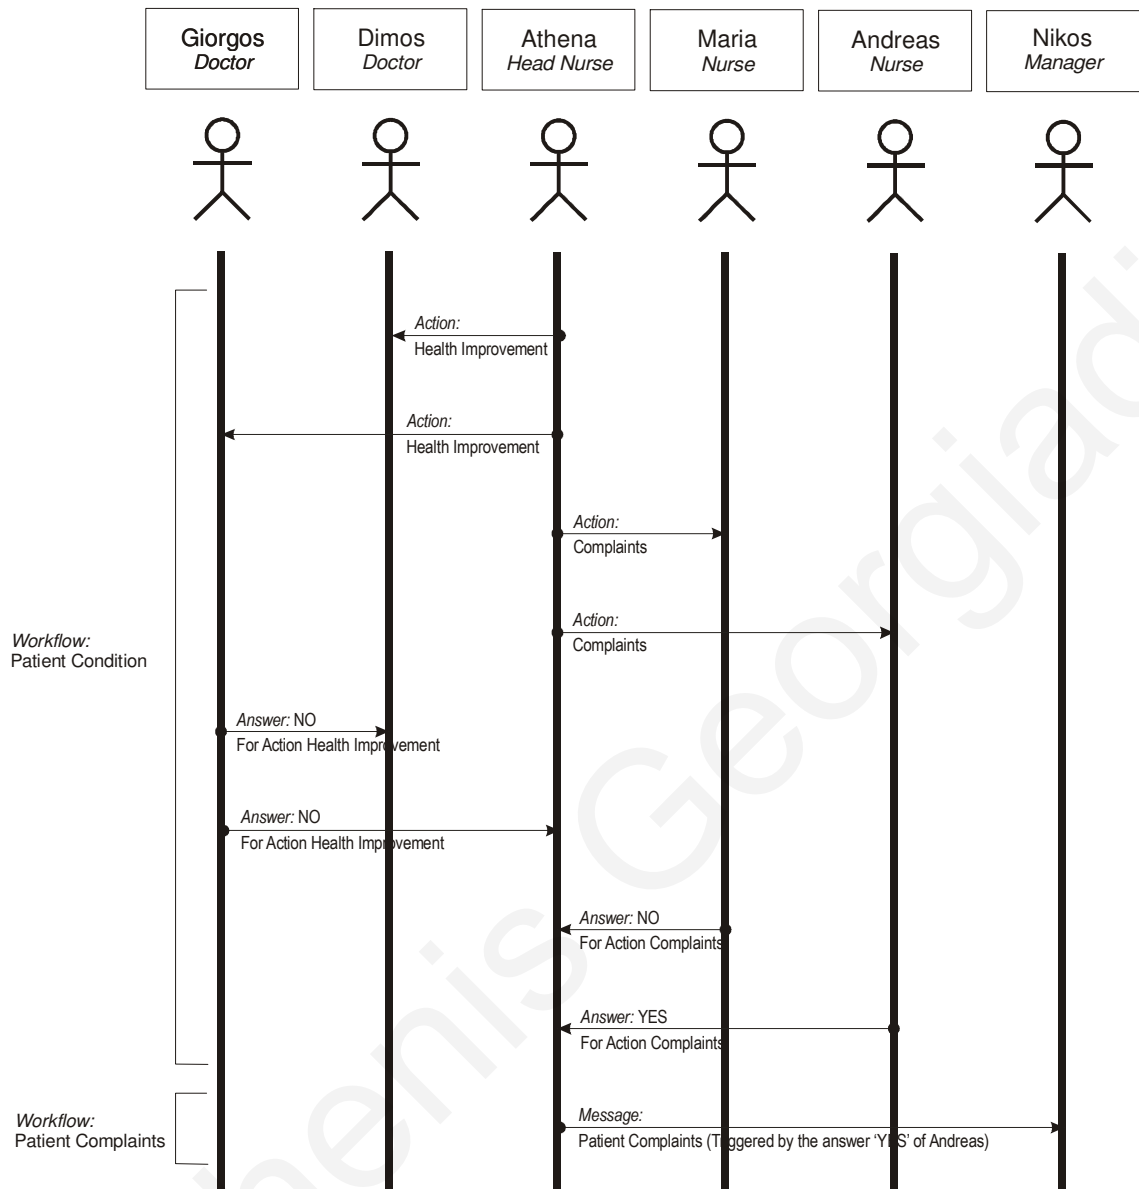 Giorgos
Doctor
Dimos
Doctor
Athena
Head Nurse
Maria
Nurse
Andreas
Nurse
Nikos
Manager
Action:
Health Improvement
Action:
Health Improvement
Action:
Complaints
Action:
Complaints
Workflow:
Patient Condition
Answer: NO
For Action Health Improvement
Answer: NO
For Action Health Improvement
Answer: NO
For Action Complaints
Answer: YES
For Action Complaints
Workflow:
Patient Complaints
Message:
Patient Complaints (Triggered by the answer ‘YES’ of Andreas)